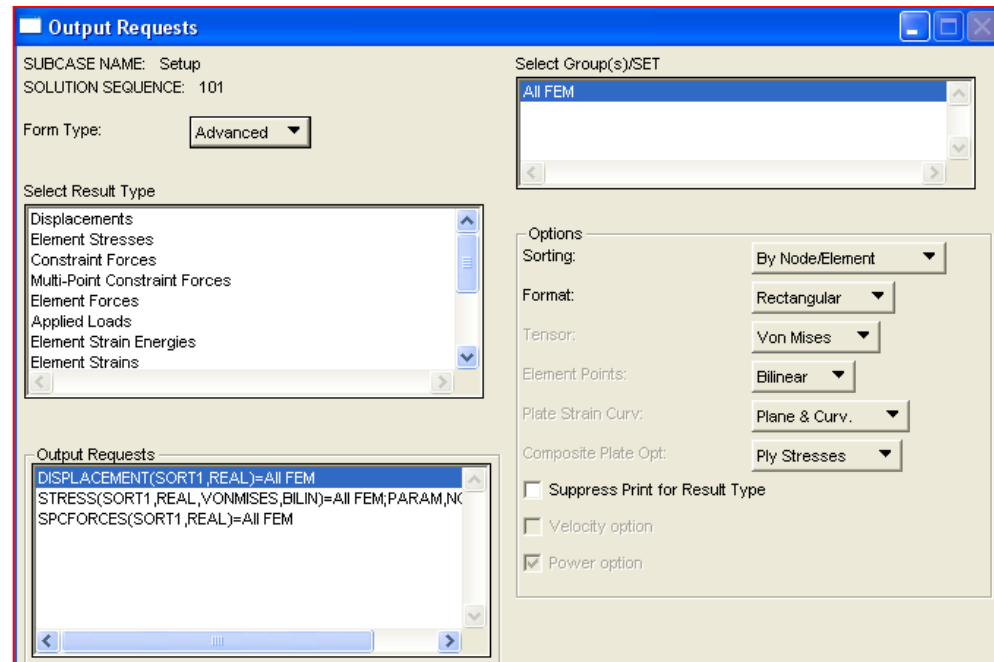 Output Requests
SUBCASE NAME: Setup
SOLUTION SEQUENCE: 101
Form Type: Advanced
Select Result Type
Displacements
Element Stresses
Constraint Forces
Multi-Point Constraint Forces
Element Forces
Applied Loads
Element Strain Energies
Element Strains
Output Requests
DISPLACEMENT(SORT1,REAL)=All FEM
STRESS(SORT1,REAL,VONMISES,BILIN)=All FEM;PARAM,NO
SPCFORCES(SORT1,REAL)=All FEM
Select Group(s)/SET
All FEM
Options
Sorting: By Node/Element
Format: Rectangular
Tensor: Von Mises
Element Points: Bilinear
Plate Strain Curv: Plane & Curv.
Composite Plate Opt: Ply Stresses
Suppress Print for Result Type
Velocity option
Power option